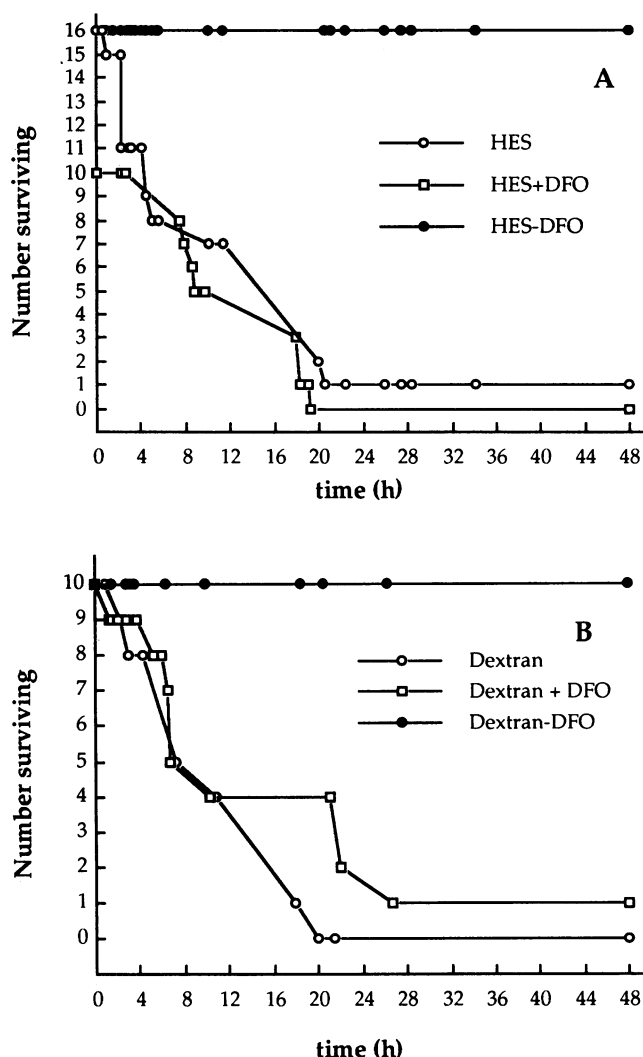 16
15
14
13
12
11
10
9
8
7
6
5
4
3
2
1
0
Number surviving
A
HES
HES+DFO
HES-DFO
0 4 8 12 16 20 24 28 32 36 40 44 48
time (h)
10
9
8
7
6
5
4
3
2
1
0
Number surviving
B
Dextran
Dextran + DFO
Dextran-DFO
0 4 8 12 16 20 24 28 32 36 40 44 48
time (h)